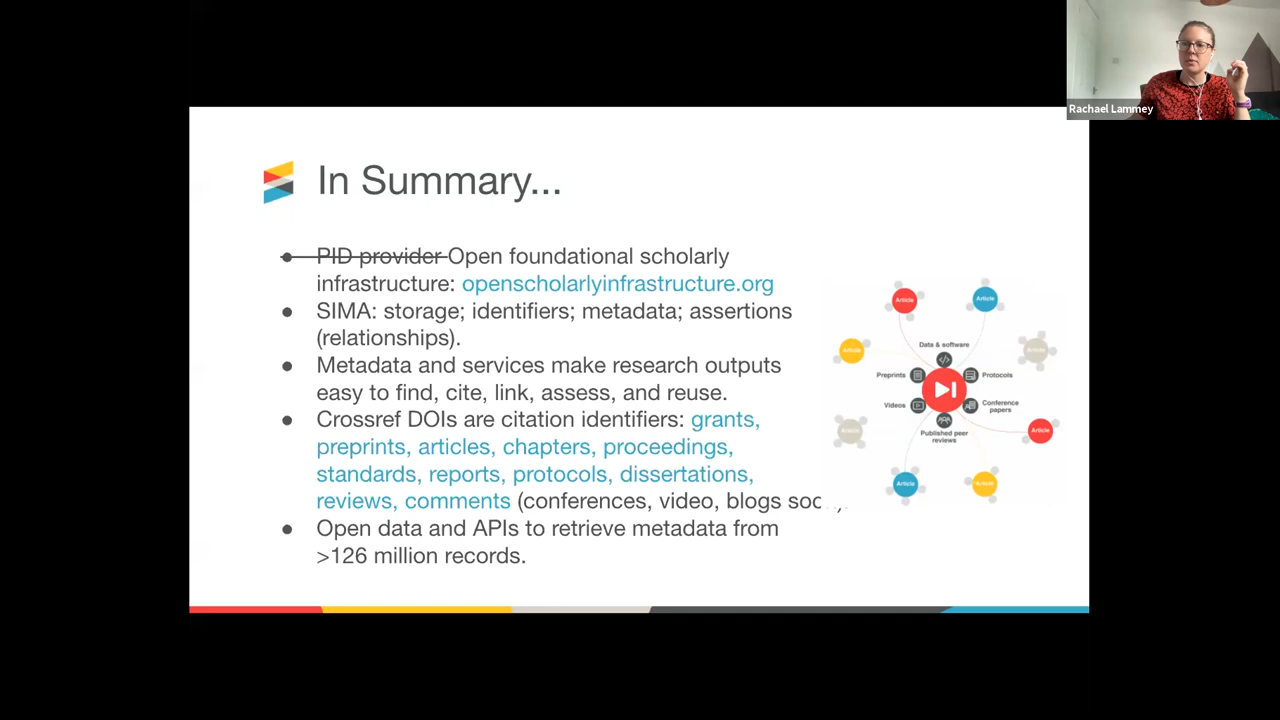 Rachael Lammey
In Summary...
PID provider Open foundational scholarly
infrastructure: openscholarlyinfrastructure.org
SIMA: storage; identifiers; metadata; assertions
(relationships).
Metadata and services make research outputs
easy to find, cite, link, assess, and reuse.
Crossref DOIs are citation identifiers: grants,
preprints, articles, chapters, proceedings,
standards, reports, protocols, dissertations,
reviews, comments (conferences, video, blogs
Open data and APIs to retrieve metadata from
>126 million records.
Article
Article
Article
Article
Data & software
Preprints
Protocols
Videos
Conference
papers
Published peer
reviews
Article
Article
Article
Article